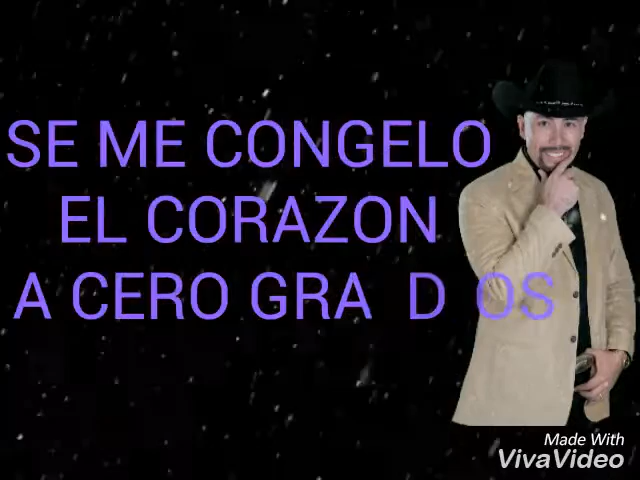 SE ME CONGELO
EL CORAZON
A CERO GRA D OS
Made With
VivaVideo